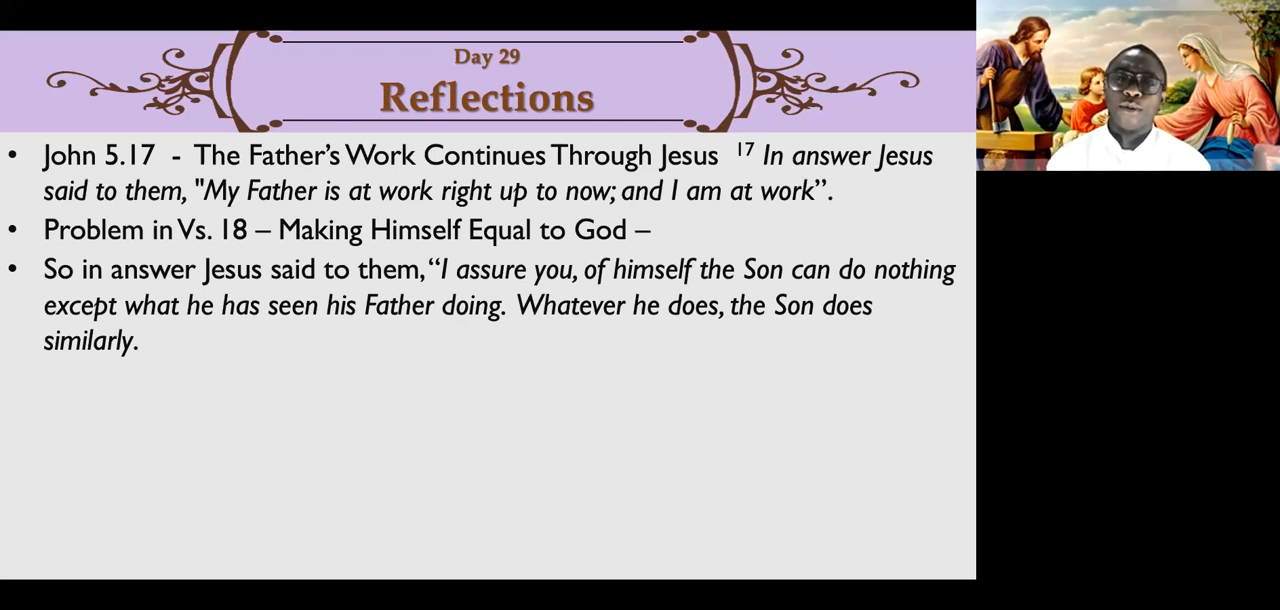 Day 29
Reflections
• John 5.17 - The Father's Work Continues Through Jesus 17 In answer Jesus
said to them, "My Father is at work right up to now; and I am at work”.
• Problem in Vs. 18 – Making Himself Equal to God –
• So in answer Jesus said to them, “I assure you, of himself the Son can do nothing
except what he has seen his Father doing. Whatever he does, the Son does
similarly.